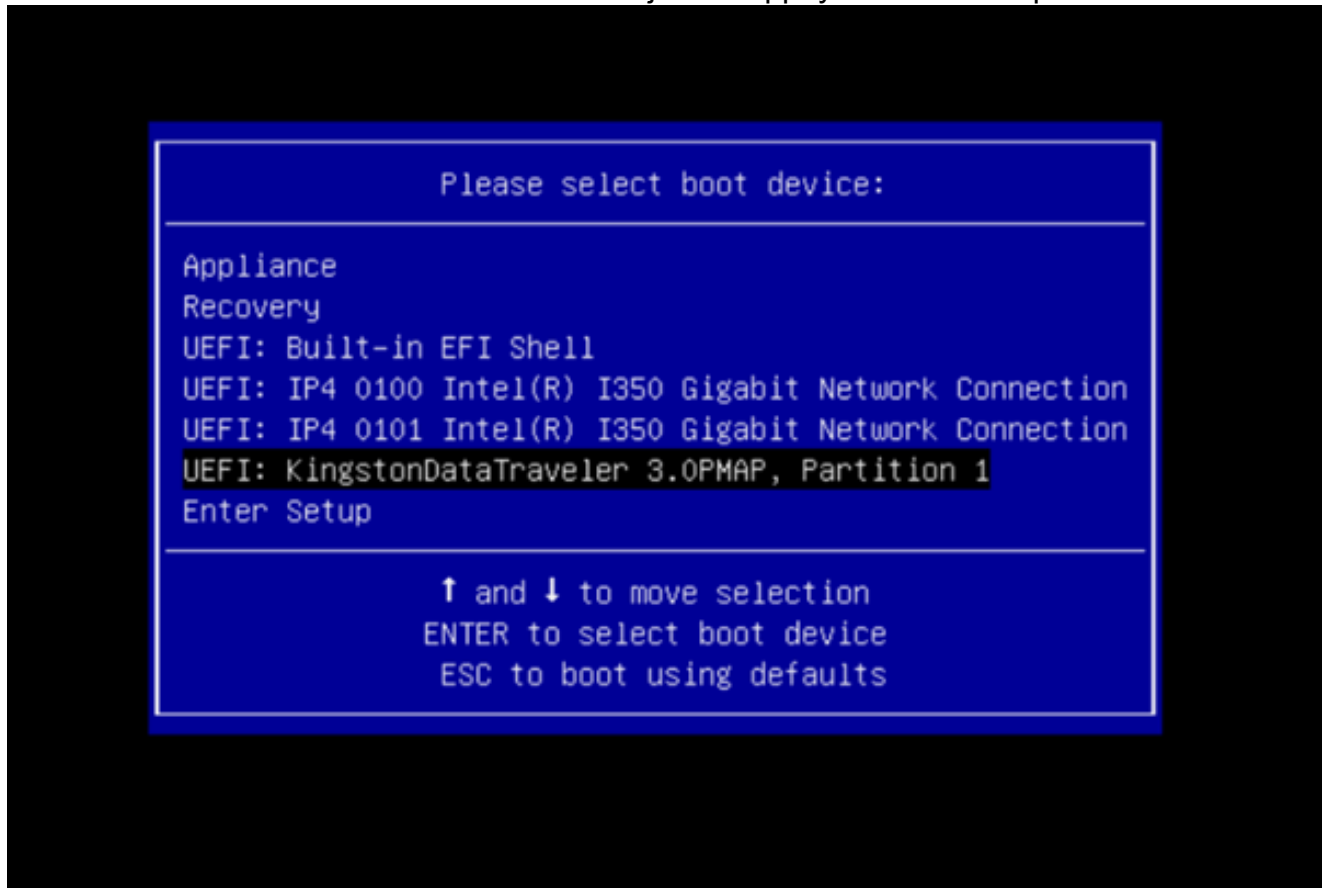 Please select boot device:
Appliance
Recovery
UEFI: Built-in EFI Shell
UEFI: IP4 0100 Intel(R) I350 Gigabit Network Connection
UEFI: IP4 0101 Intel(R) I350 Gigabit Network Connection
UEFI: KingstonDataTraveler 3.0PMAP, Partition 1
Enter Setup
↑ and ↓ to move selection
ENTER to select boot device
ESC to boot using defaults